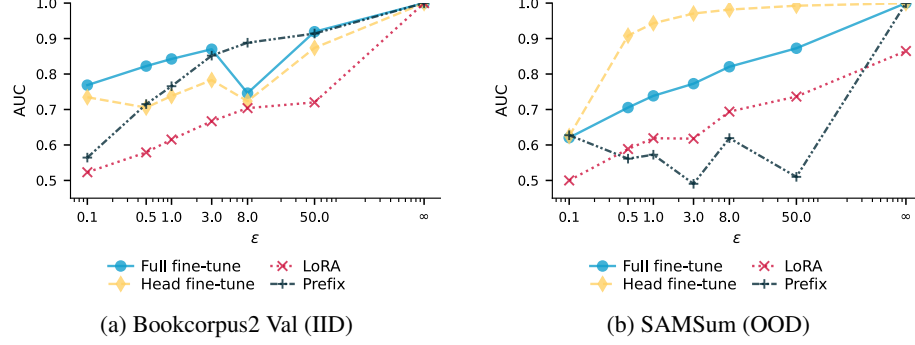 1.0
0.9
0.8
0.7
0.6
0.5
AUC
0.1 0.5 1.0 3.0 8.0 50.0 ∞
ε
Full fine-tune LoRA
Head fine-tune Prefix
(a) Bookcorpus2 Val (IID)
1.0
0.9
0.8
0.7
0.6
0.5
AUC
0.1 0.5 1.0 3.0 8.0 50.0 ∞
ε
Full fine-tune LoRA
Head fine-tune Prefix
(b) SAMSum (OOD)